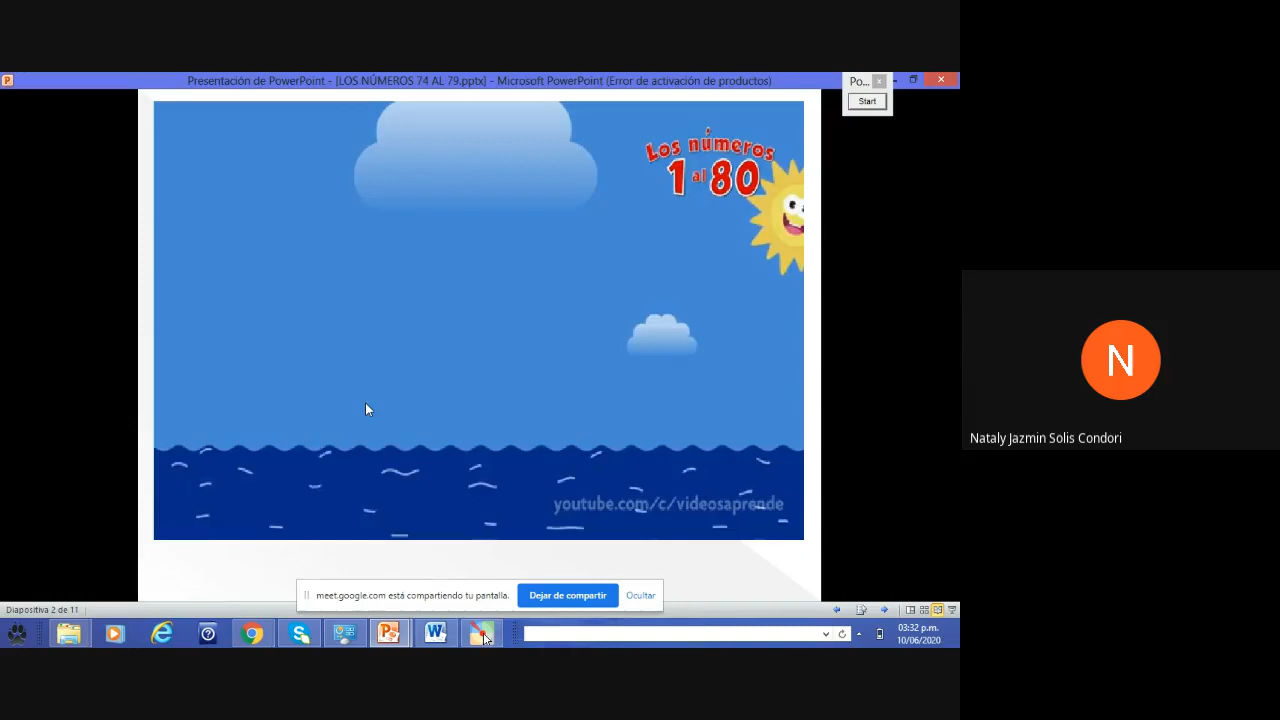 Presentación de PowerPoint - [LOS NÚMEROS 74 AL 79.pptx] - Microsoft PowerPoint (Error de activación de productos)
Po...
Start
Los números
1 al 80
youtube.com/c/videosaprende
N
Nataly Jazmin Solis Condori
meet.google.com está compartiendo tu pantalla.
Dejar de compartir
Ocultar
Diapositiva 2 de 11
03:32 p.m.
10/06/2020